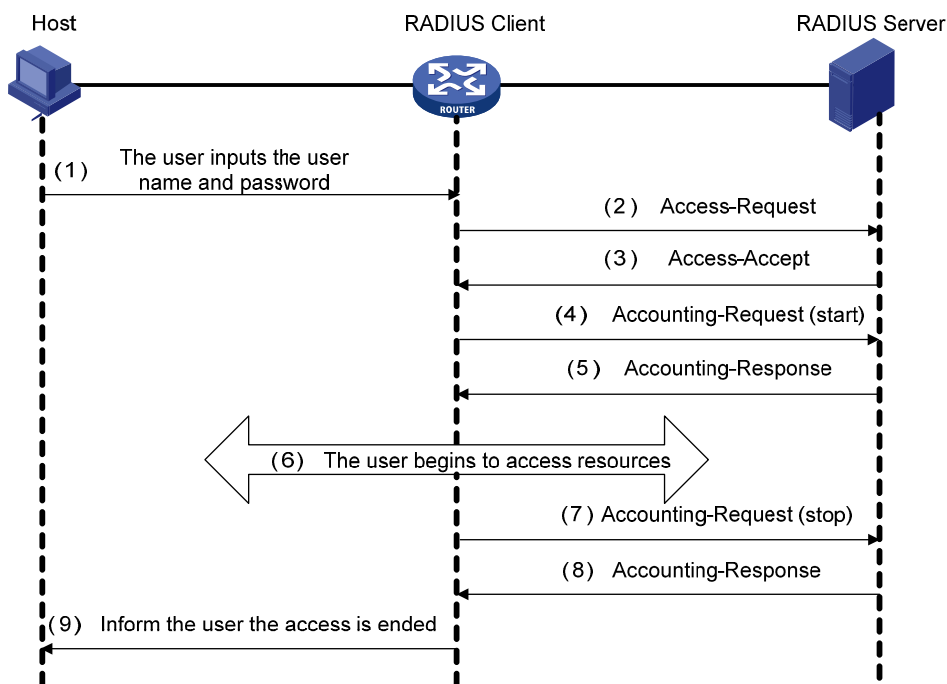 Host
RADIUS Client
RADIUS Server
ROUTER
(1) The user inputs the user
name and password
(2) Access-Request
(3) Access-Accept
(4) Accounting-Request (start)
(5) Accounting-Response
(6) The user begins to access resources
(7) Accounting-Request (stop)
(8) Accounting-Response
(9) Inform the user the access is ended